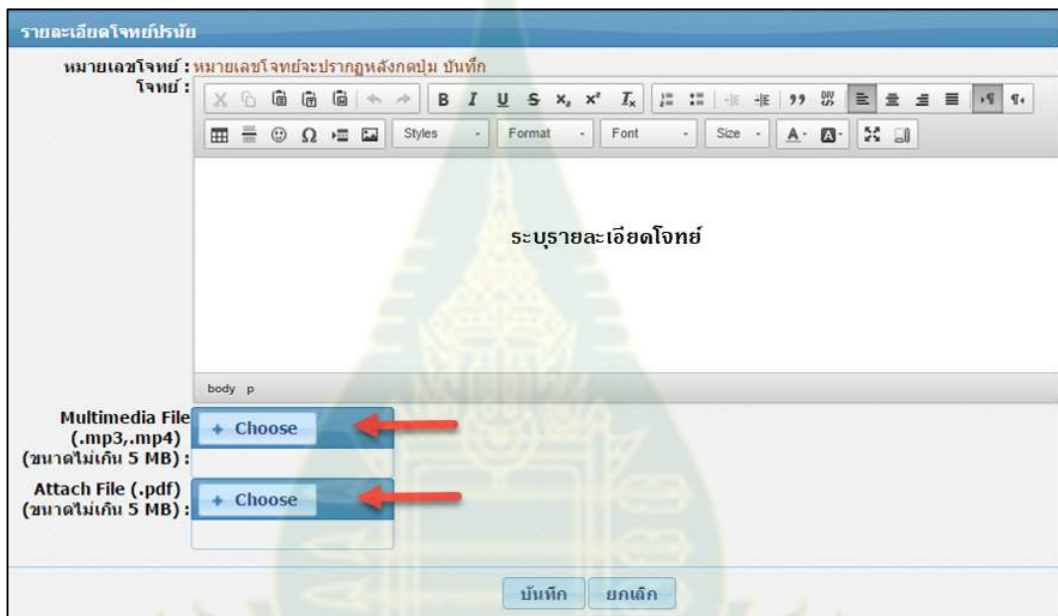 รายละเอียดโจทย์ปรนัย
หมายเลขโจทย์ : หมายเลขโจทย์จะปรากฏหลังกดปุ่ม บันทึก
โจทย์ :
B I U S x₂ x² Tx
Styles Format Font Size A A
ระบุรายละเอียดโจทย์
body p
Multimedia File
(.mp3,.mp4)
(ขนาดไม่เกิน 5 MB) :
+ Choose
Attach File (.pdf)
(ขนาดไม่เกิน 5 MB) :
+ Choose
บันทึก ยกเลิก